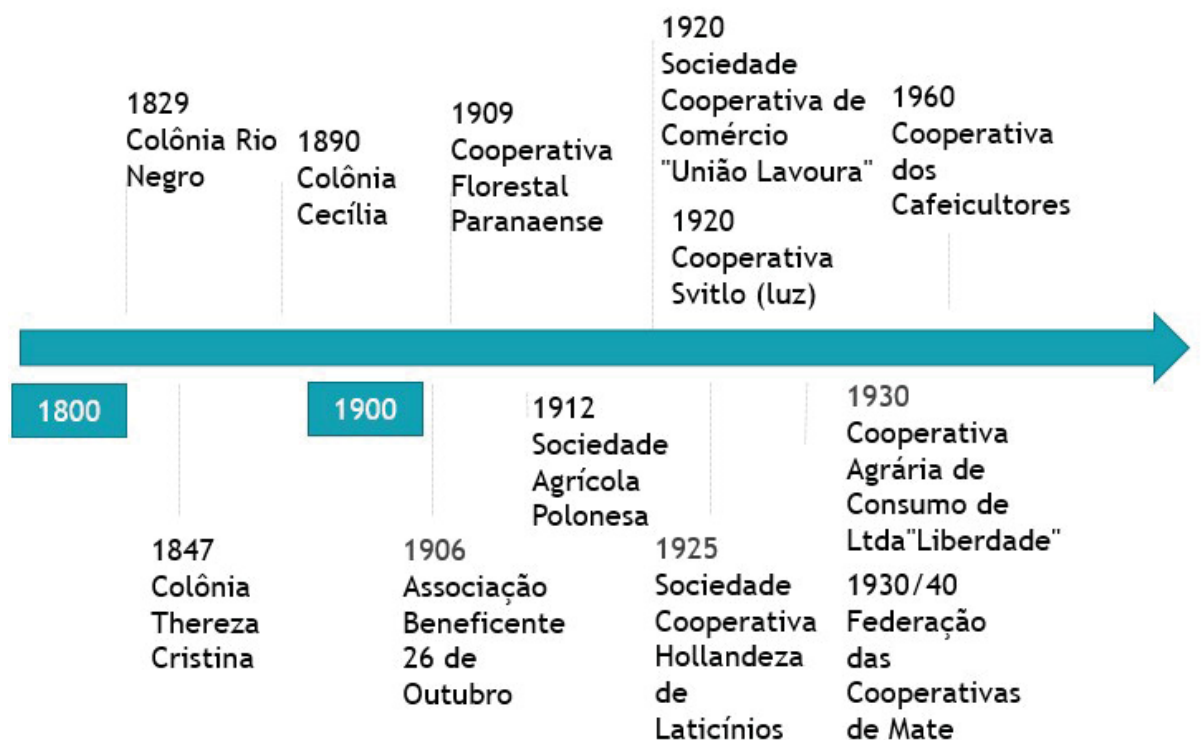 1829
Colônia Rio
Negro
1890
Colônia
Cecília
1909
Cooperativa
Florestal
Paranaense
1920
Sociedade
Cooperativa de
Comércio
"União Lavoura"
1920
Cooperativa
Svitlo (luz)
1960
Cooperativa
dos
Cafeicultores
1800
1900
1847
Colônia
Thereza
Cristina
1906
Associação
Beneficente
26 de
Outubro
1912
Sociedade
Agrícola
Polonesa
1925
Sociedade
Cooperativa
Hollandeza
de
Laticínios
1930
Cooperativa
Agrária de
Consumo de
Ltda"Liberdade"
1930/40
Federação
das
Cooperativas
de Mate